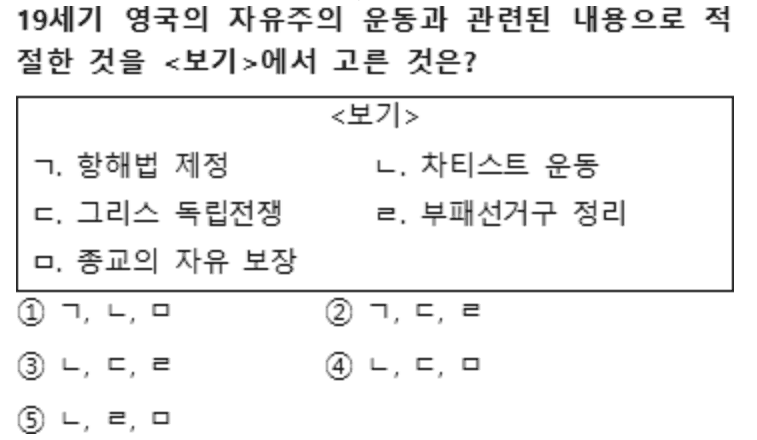 19세기 영국의 자유주의 운동과 관련된 내용으로 적
절한 것을 <보기>에서 고른 것은?
<보기>
ㄱ. 항해법 제정 ㄴ. 차티스트 운동
ㄷ. 그리스 독립전쟁 ㄹ. 부패선거구 정리
ㅁ. 종교의 자유 보장
① ㄱ, ㄴ, ㅁ ② ㄱ, ㄷ, ㄹ
③ ㄴ, ㄷ, ㄹ ④ ㄴ, ㄷ, ㅁ
⑤ ㄴ, ㄹ, ㅁ